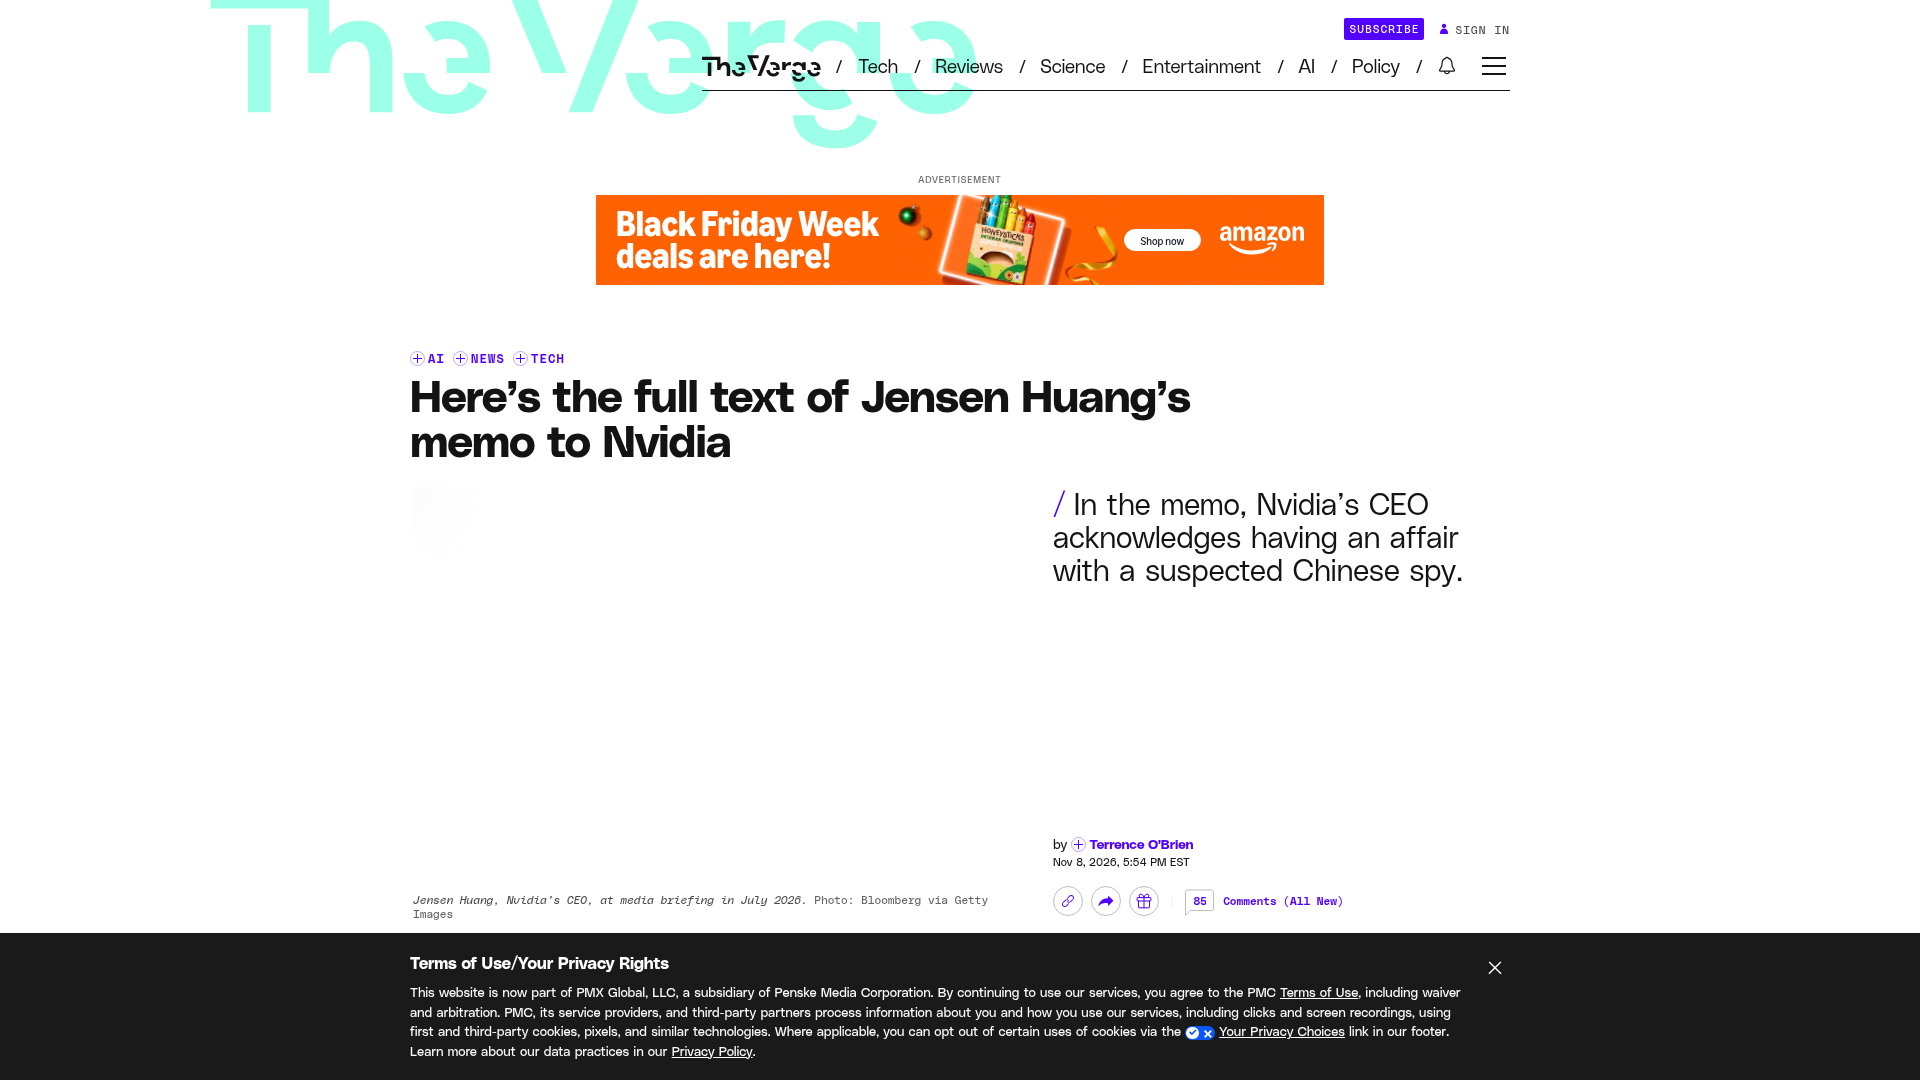 The Verge
SUBSCRIBE
SIGN IN
The Verge / Tech / Reviews / Science / Entertainment / AI / Policy /
ADVERTISEMENT
Black Friday Week
deals are here!
HONEYSTICKS
Shop now
amazon
AI NEWS TECH
Here’s the full text of Jensen Huang’s
memo to Nvidia
/ In the memo, Nvidia’s CEO
acknowledges having an affair
with a suspected Chinese spy.
by Terrence O'Brien
Nov 8, 2026, 5:54 PM EST
Jensen Huang, Nvidia's CEO, at media briefing in July 2026. Photo: Bloomberg via Getty
Images
85 Comments (All New)
Terms of Use/Your Privacy Rights
This website is now part of PMX Global, LLC, a subsidiary of Penske Media Corporation. By continuing to use our services, you agree to the PMC Terms of Use, including waiver
and arbitration. PMC, its service providers, and third-party partners process information about you and how you use our services, including clicks and screen recordings, using
first and third-party cookies, pixels, and similar technologies. Where applicable, you can opt out of certain uses of cookies via the Your Privacy Choices link in our footer.
Learn more about our data practices in our Privacy Policy.